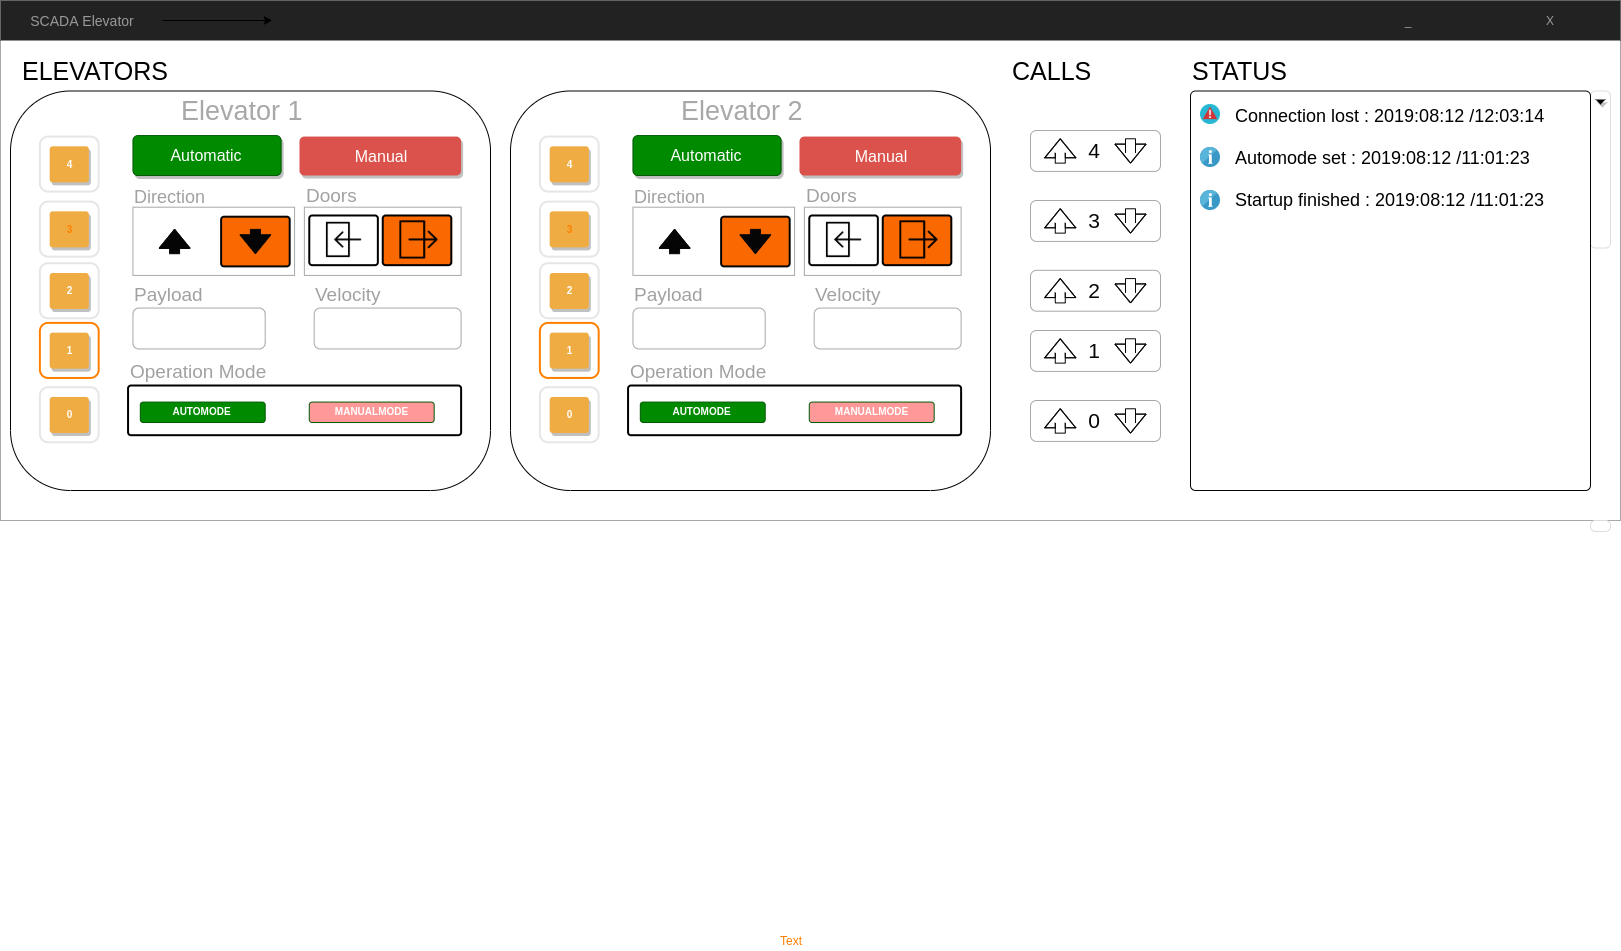 SCADA Elevator
_
X
ELEVATORS
CALLS
STATUS
Elevator 1
4
3
2
1
0
Automatic
Manual
Direction
Doors
Payload
Velocity
Operation Mode
AUTOMODE
MANUALMODE
Elevator 2
4
3
2
1
0
Automatic
Manual
Direction
Doors
Payload
Velocity
Operation Mode
AUTOMODE
MANUALMODE
4
3
2
1
0
Connection lost : 2019:08:12 /12:03:14
Automode set : 2019:08:12 /11:01:23
Startup finished : 2019:08:12 /11:01:23
Text